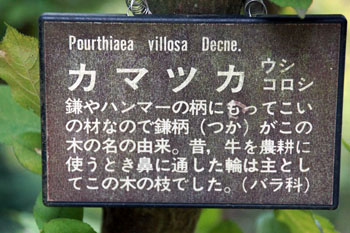 Pourthiaea villosa Decne.
カマツカ ウシコロシ
鎌やハンマーの柄にもってこい
の材なので鎌柄（つか）がこの
木の名の由来。昔，牛を農耕に
使うとき鼻に通した輪は主とし
てこの木の枝でした。（バラ科）